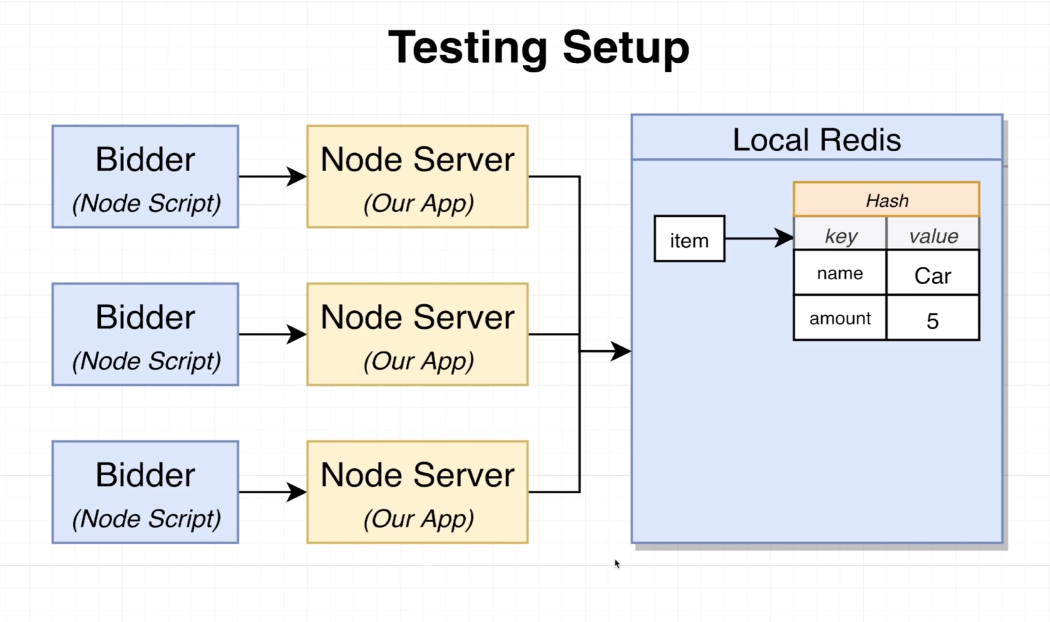 Testing Setup
Bidder
(Node Script)
Node Server
(Our App)
Bidder
(Node Script)
Node Server
(Our App)
Bidder
(Node Script)
Node Server
(Our App)
Local Redis
item
Hash
key value
name Car
amount 5